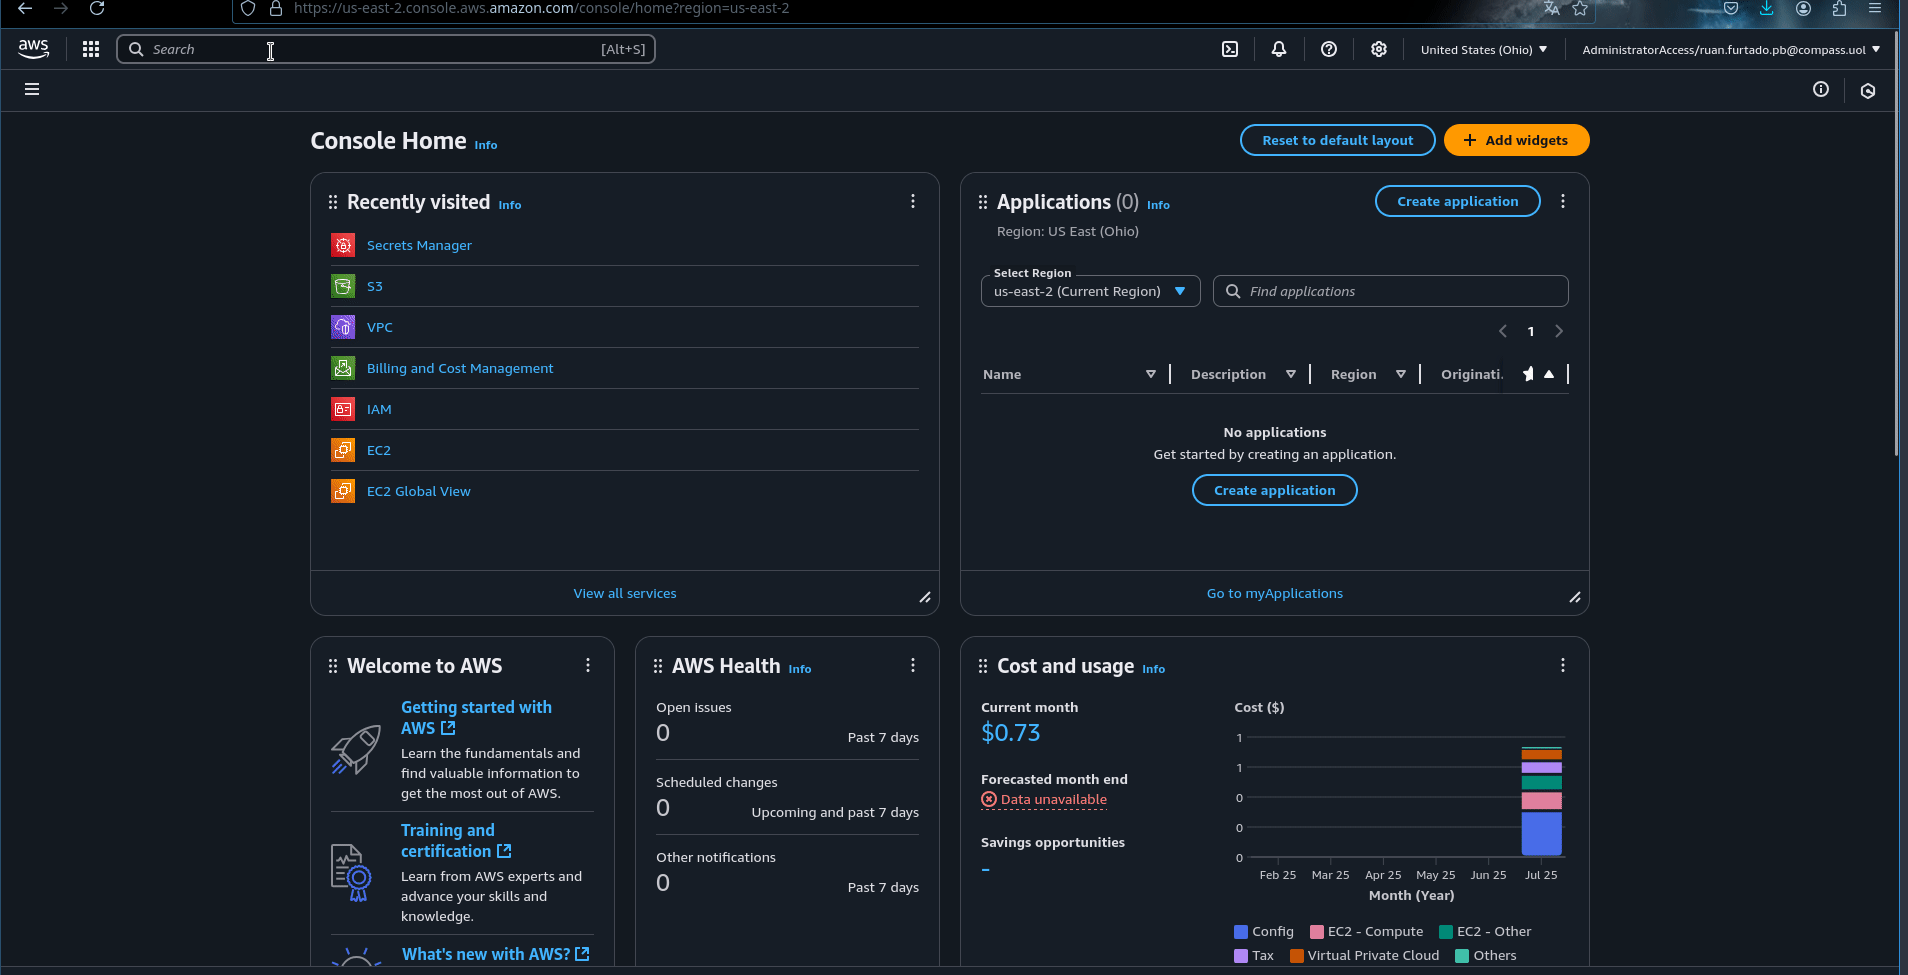 https://us-east-2.console.aws.amazon.com/console/home?region=us-east-2
aws
Search
[Alt+S]
United States (Ohio)
AdministratorAccess/ruan.furtado.pb@compass.uol
Console Home Info
Reset to default layout
Add widgets
Recently visited Info
Secrets Manager
S3
VPC
Billing and Cost Management
IAM
EC2
EC2 Global View
View all services
Applications (0) Info
Create application
Region: US East (Ohio)
Select Region
us-east-2 (Current Region)
Find applications
1
Name
Description
Region
Originati.
No applications
Get started by creating an application.
Create application
Go to myApplications
Welcome to AWS
Getting started with
AWS
Learn the fundamentals and
find valuable information to
get the most out of AWS.
Training and
certification
Learn from AWS experts and
advance your skills and
knowledge.
What's new with AWS?
AWS Health Info
Open issues
0
Past 7 days
Scheduled changes
0
Upcoming and past 7 days
Other notifications
0
Past 7 days
Cost and usage Info
Current month
$0.73
Forecasted month end
Data unavailable
Savings opportunities
–
Cost ($)
1
1
0
0
0
Feb 25 Mar 25 Apr 25 May 25 Jun 25 Jul 25
Month (Year)
Config EC2 - Compute EC2 - Other
Tax Virtual Private Cloud Others